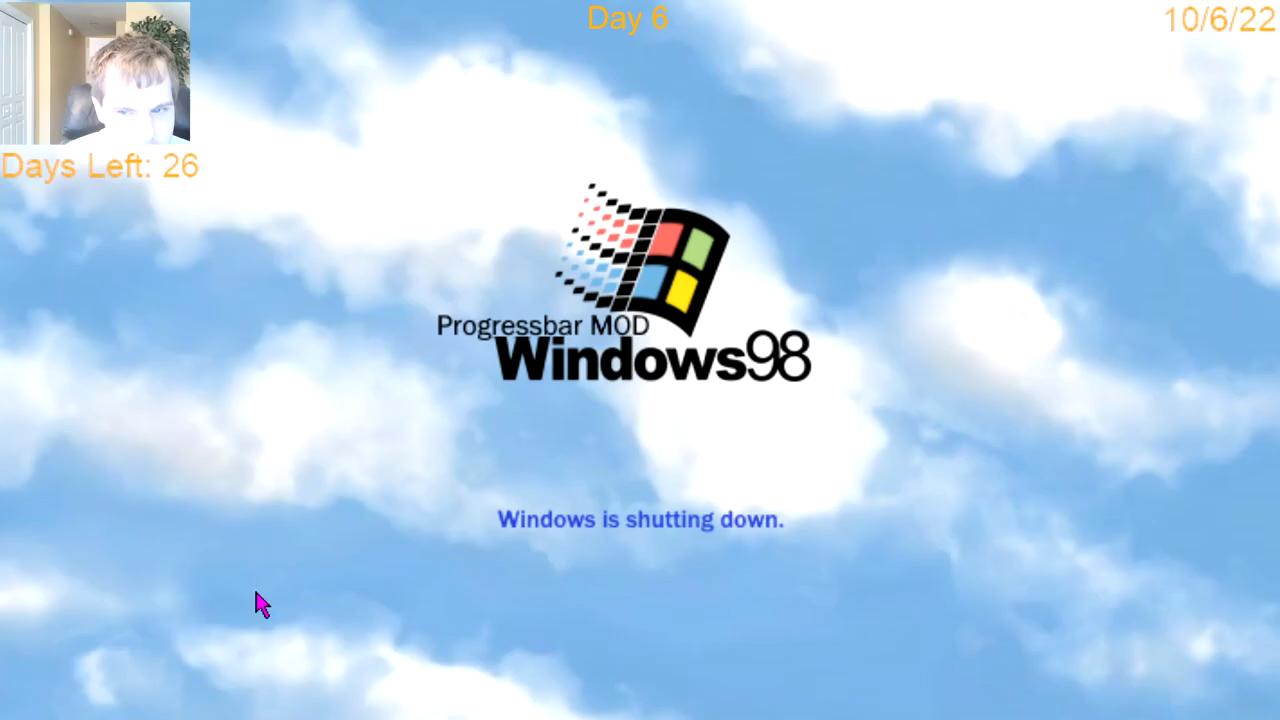 Day 6
10/6/22
Days Left: 26
Progressbar MOD
Windows98
Windows is shutting down.